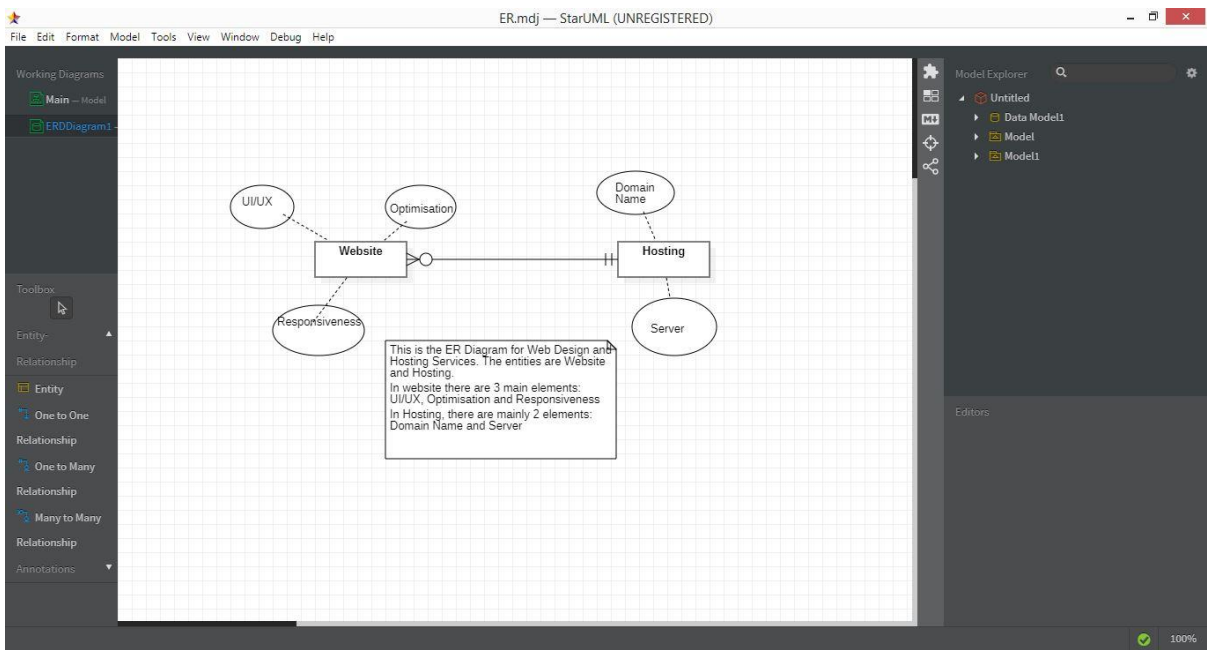 ER.mdj — StarUML (UNREGISTERED)
File Edit Format Model Tools View Window Debug Help
Working Diagrams
Main — Model
ERDDiagram1 -
Toolbox
Entity-
Relationship
Entity
One to One
Relationship
One to Many
Relationship
Many to Many
Relationship
Annotations
UI/UX
Optimisation
Website
Responsiveness
Domain
Name
Hosting
Server
This is the ER Diagram for Web Design and
Hosting Services. The entities are Website
and Hosting.
In website there are 3 main elements:
UI/UX, Optimisation and Responsiveness
In Hosting, there are mainly 2 elements:
Domain Name and Server
M
Model Explorer
Untitled
Data Model1
Model
Model1
Editors
100%